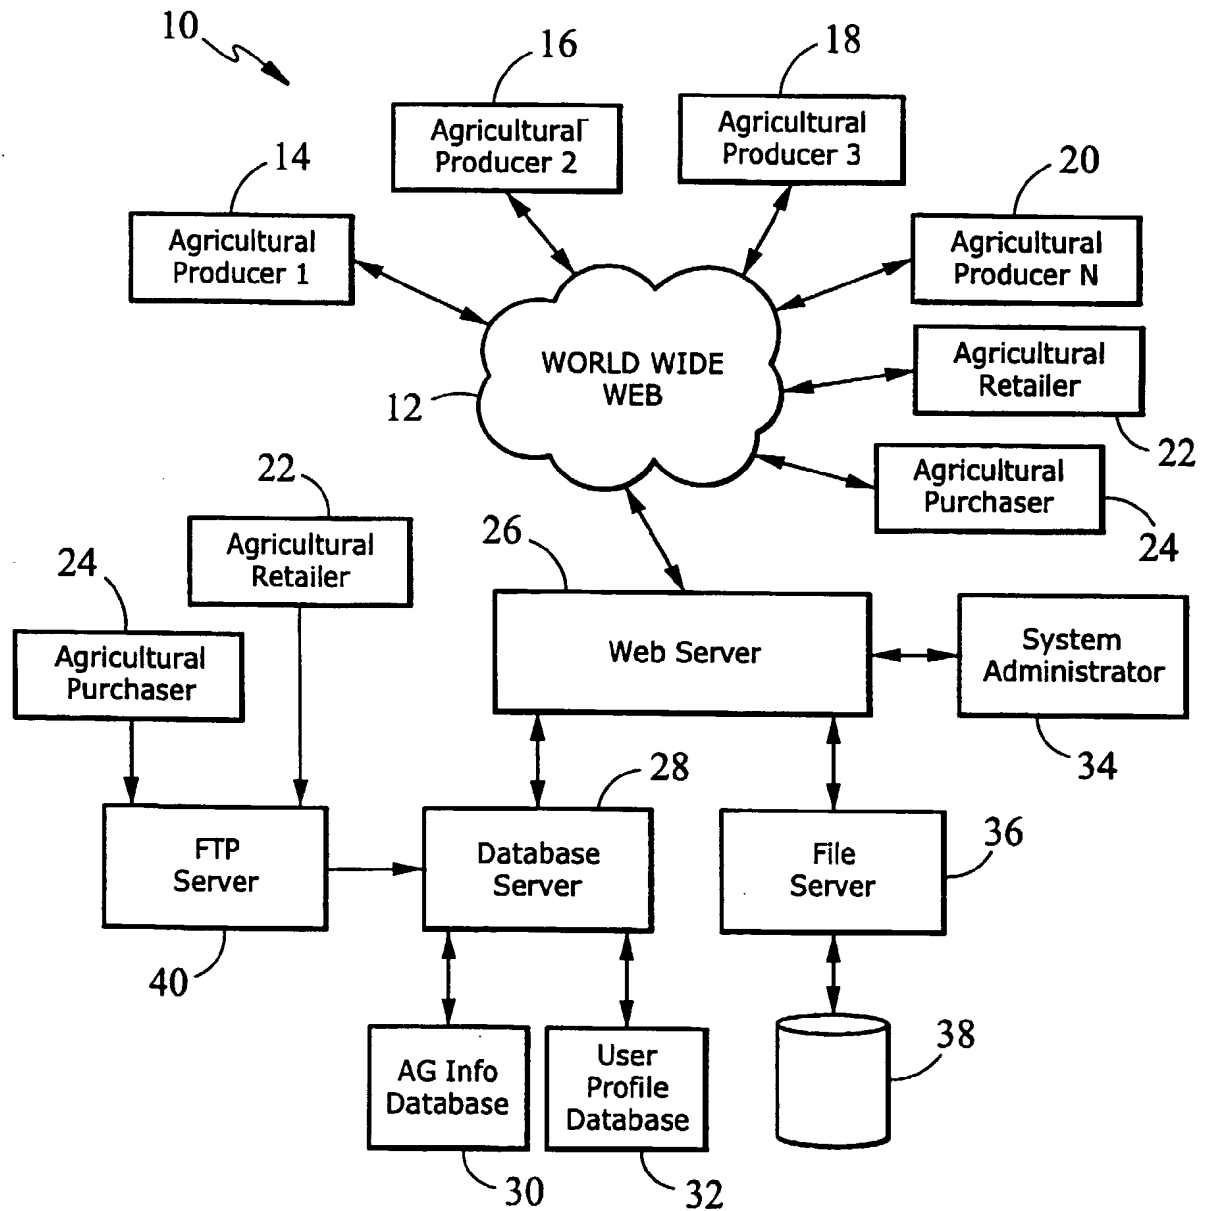 10
16
18
Agricultural
Producer 2
Agricultural
Producer 3
14
20
Agricultural
Producer 1
Agricultural
Producer N
WORLD WIDE
WEB
12
Agricultural
Retailer
22
Agricultural
Purchaser
24
22
Agricultural
Retailer
24
Agricultural
Purchaser
26
Web Server
System
Administrator
34
28
FTP
Server
40
Database
Server
File
Server
36
AG Info
Database
30
User
Profile
Database
32
38